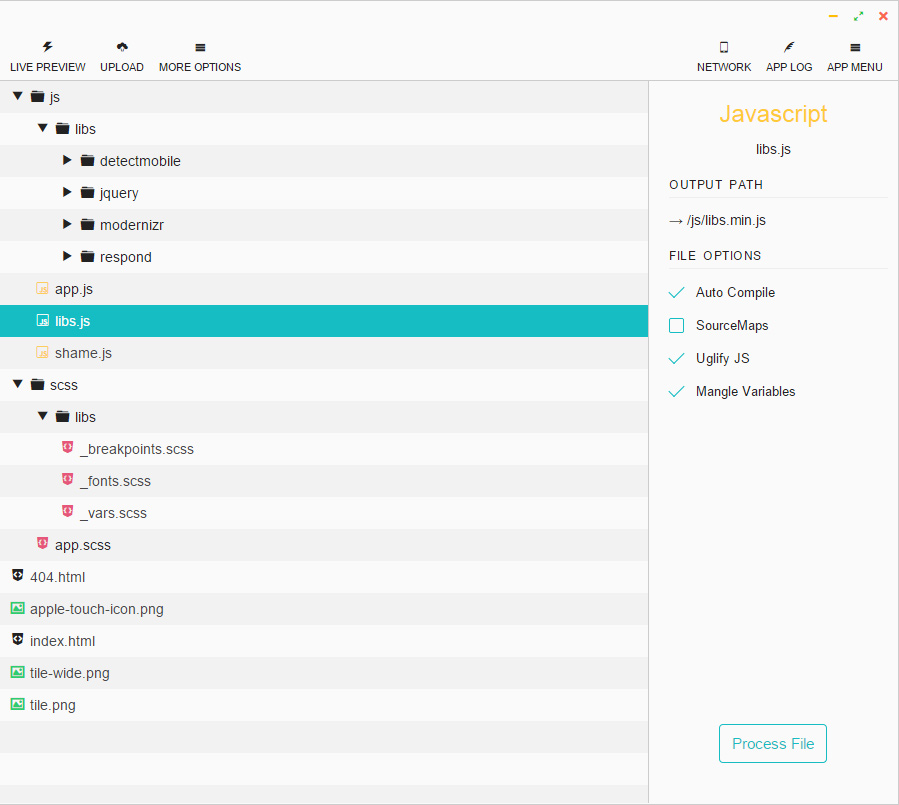 LIVE PREVIEW UPLOAD MORE OPTIONS NETWORK APP LOG APP MENU
js
libs
detectmobile
jquery
modernizr
respond
app.js
libs.js
shame.js
scss
libs
_breakpoints.scss
_fonts.scss
_vars.scss
app.scss
404.html
apple-touch-icon.png
index.html
tile-wide.png
tile.png
Javascript
libs.js
OUTPUT PATH
→ /js/libs.min.js
FILE OPTIONS
Auto Compile
SourceMaps
Uglify JS
Mangle Variables
Process File